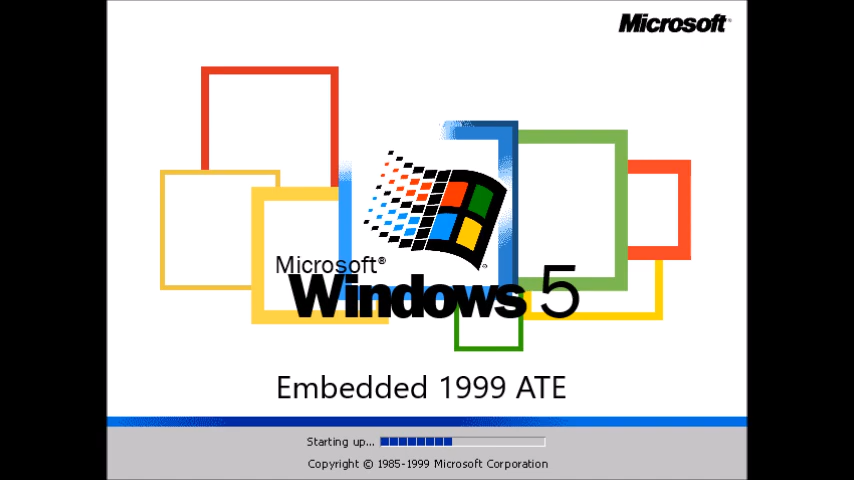 Microsoft®
Microsoft®
Windows 5
Embedded 1999 ATE
Starting up...
Copyright © 1985-1999 Microsoft Corporation